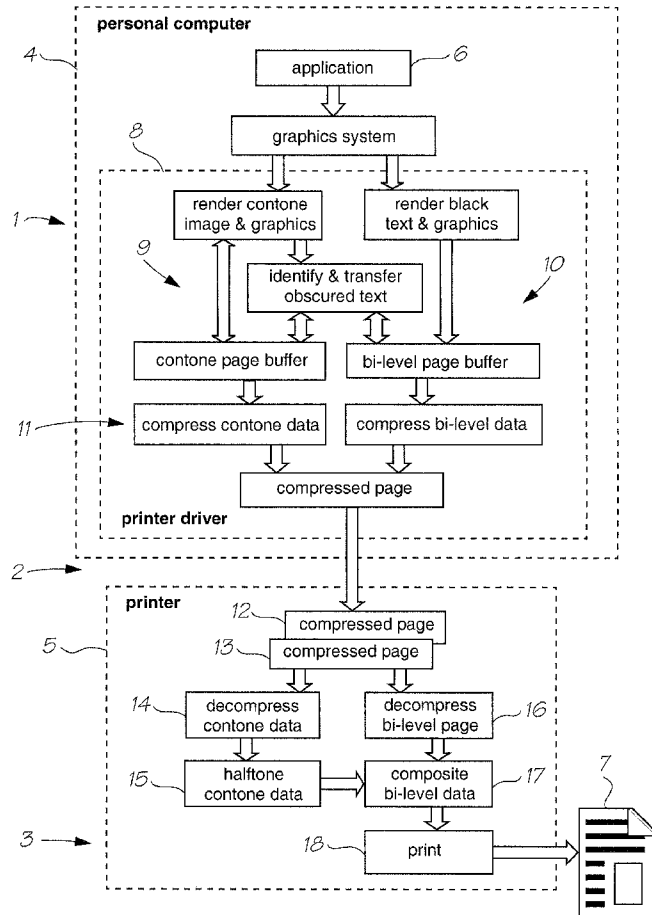 personal computer
4
application
6
graphics system
8
render contone
image & graphics
render black
text & graphics
1
9
identify & transfer
obscured text
10
contone page buffer
bi-level page buffer
11
compress contone data
compress bi-level data
compressed page
printer driver
2
printer
12
compressed page
5
13
compressed page
14
decompress
contone data
decompress
bi-level page
16
15
halftone
contone data
composite
bi-level data
17
7
3
18
print